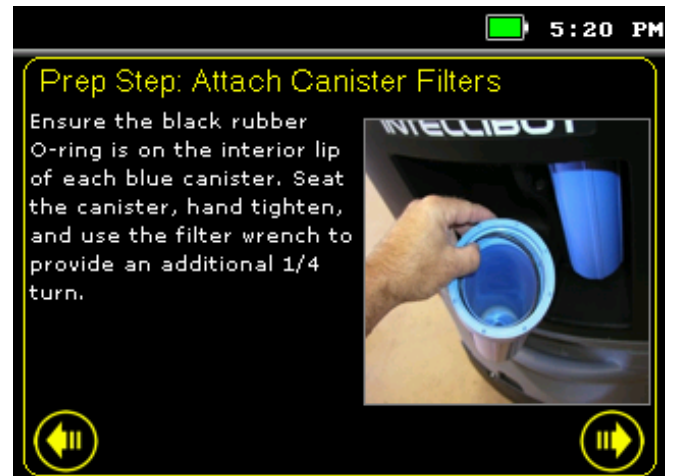 5:20 PM
Prep Step: Attach Canister Filters
Ensure the black rubber
O-ring is on the interior lip
of each blue canister. Seat
the canister, hand tighten,
and use the filter wrench to
provide an additional 1/4
turn.
INTELLIBOT